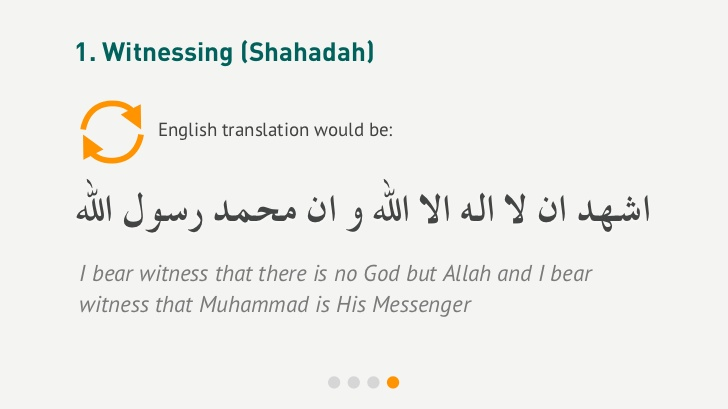 1. Witnessing (Shahadah)
English translation would be:
اشهد ان لا اله الا الله و ان محمد رسول الله
I bear witness that there is no God but Allah and I bear
witness that Muhammad is His Messenger